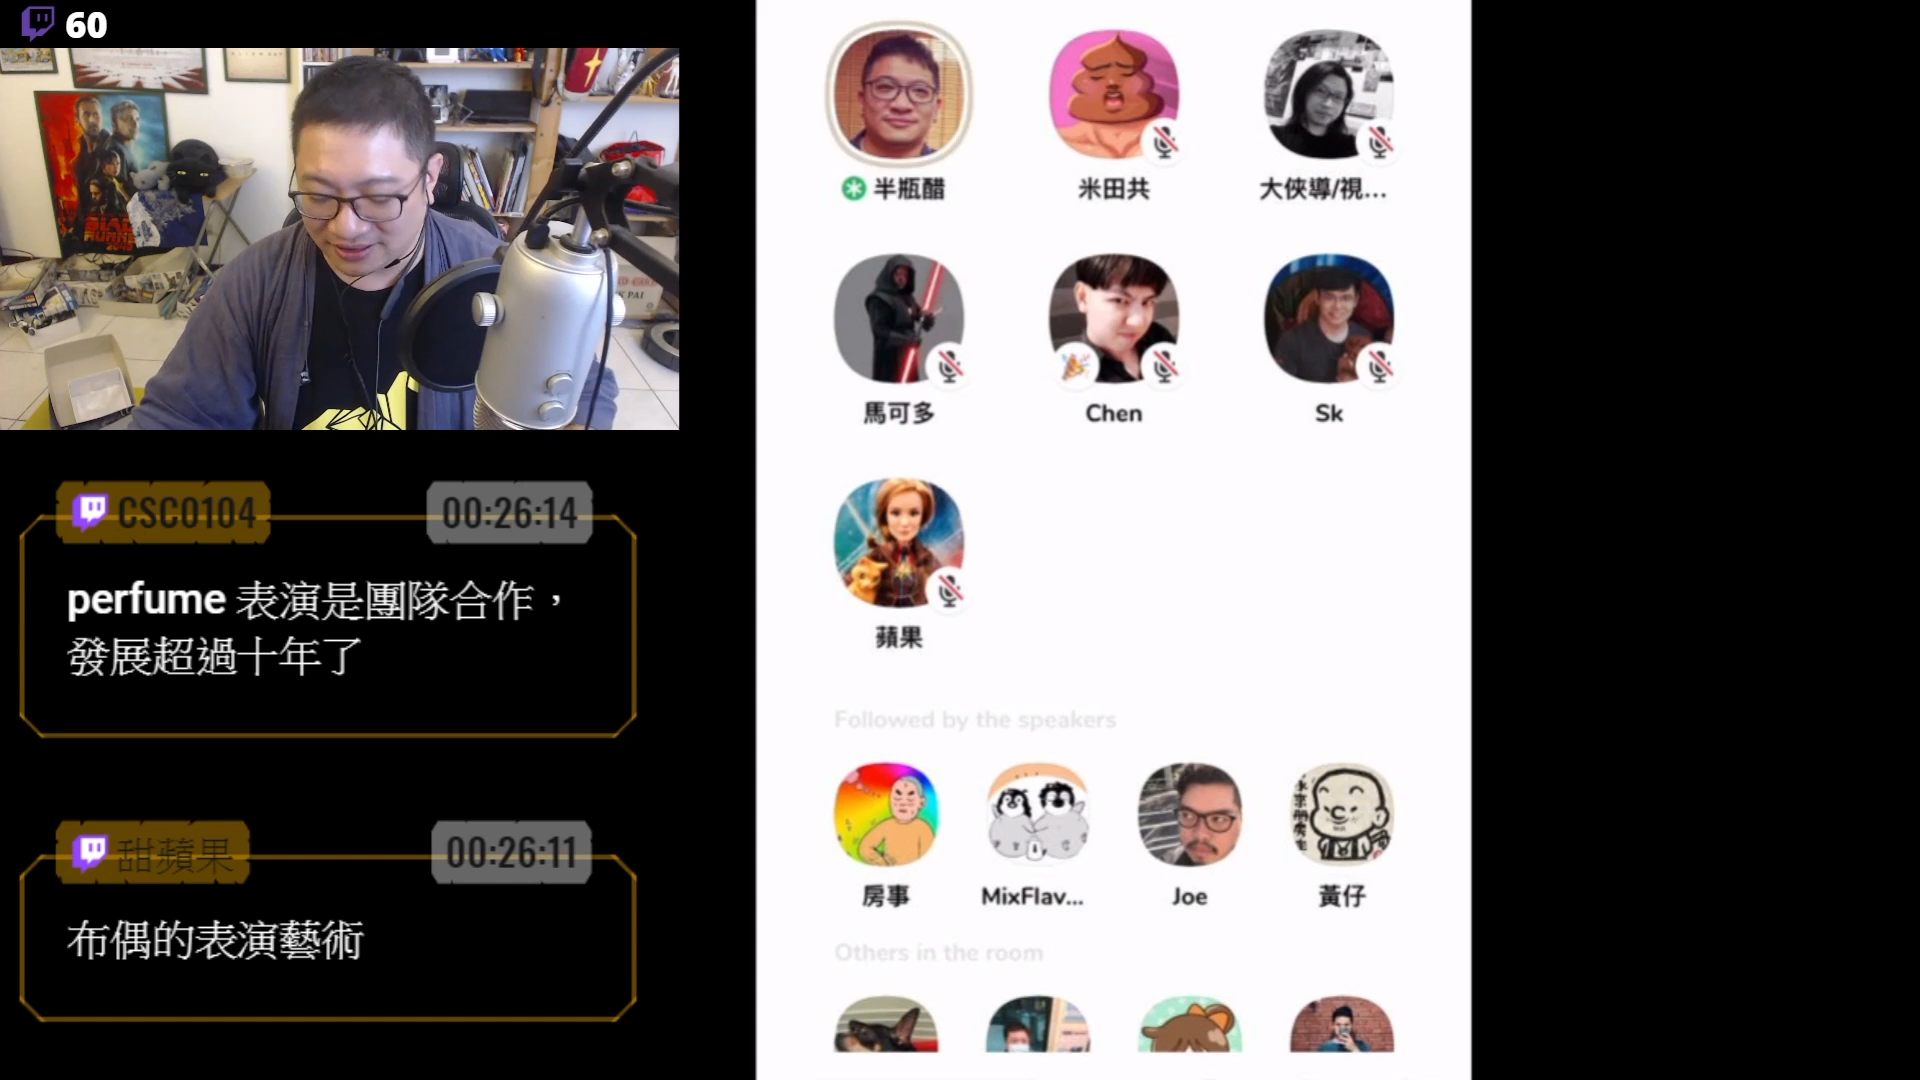 60
CSC0104
00:26:14
perfume 表演是團隊合作，
發展超過十年了
甜蘋果
00:26:11
布偶的表演藝術
半瓶醋
米田共
大俠導/視...
馬可多
Chen
Sk
蘋果
Followed by the speakers
房事
MixFlav...
Joe
黃仔
Others in the room